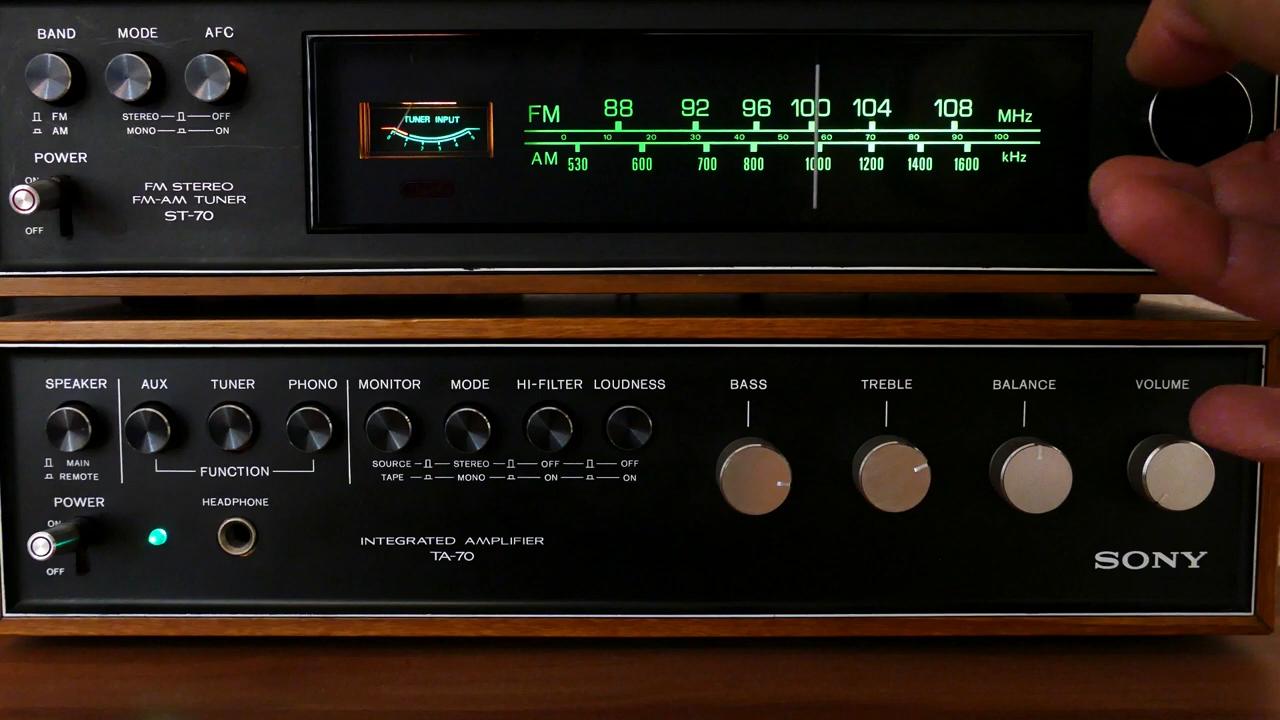 BAND MODE AFC
FM
AM
STEREO OFF
MONO ON
POWER
ON
OFF
FM STEREO
FM-AM TUNER
ST-70
TUNER INPUT
FM 88 92 96 100 104 108 MHz
0 10 20 30 40 50 60 70 80 90 100
AM 530 600 700 800 1000 1200 1400 1600 kHz
SPEAKER AUX TUNER PHONO MONITOR MODE HI-FILTER LOUDNESS BASS TREBLE BALANCE VOLUME
MAIN
REMOTE
FUNCTION
SOURCE STEREO OFF OFF
TAPE MONO ON ON
POWER
ON
OFF
HEADPHONE
INTEGRATED AMPLIFIER
TA-70
SONY